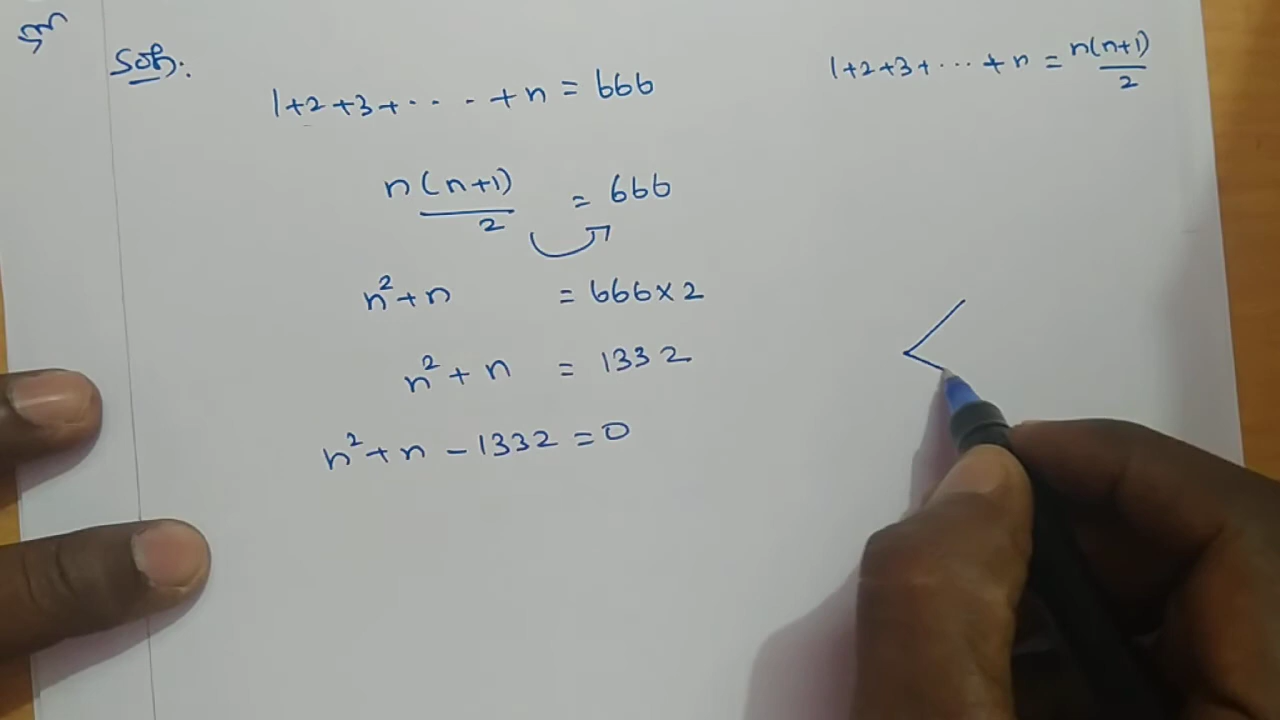 Soln.
1+2+3+....+n = 666
1+2+3+...+n = n(n+1)/2
n(n+1)/2 = 666
n²+n = 666×2
n²+n = 1332
n²+n-1332=0